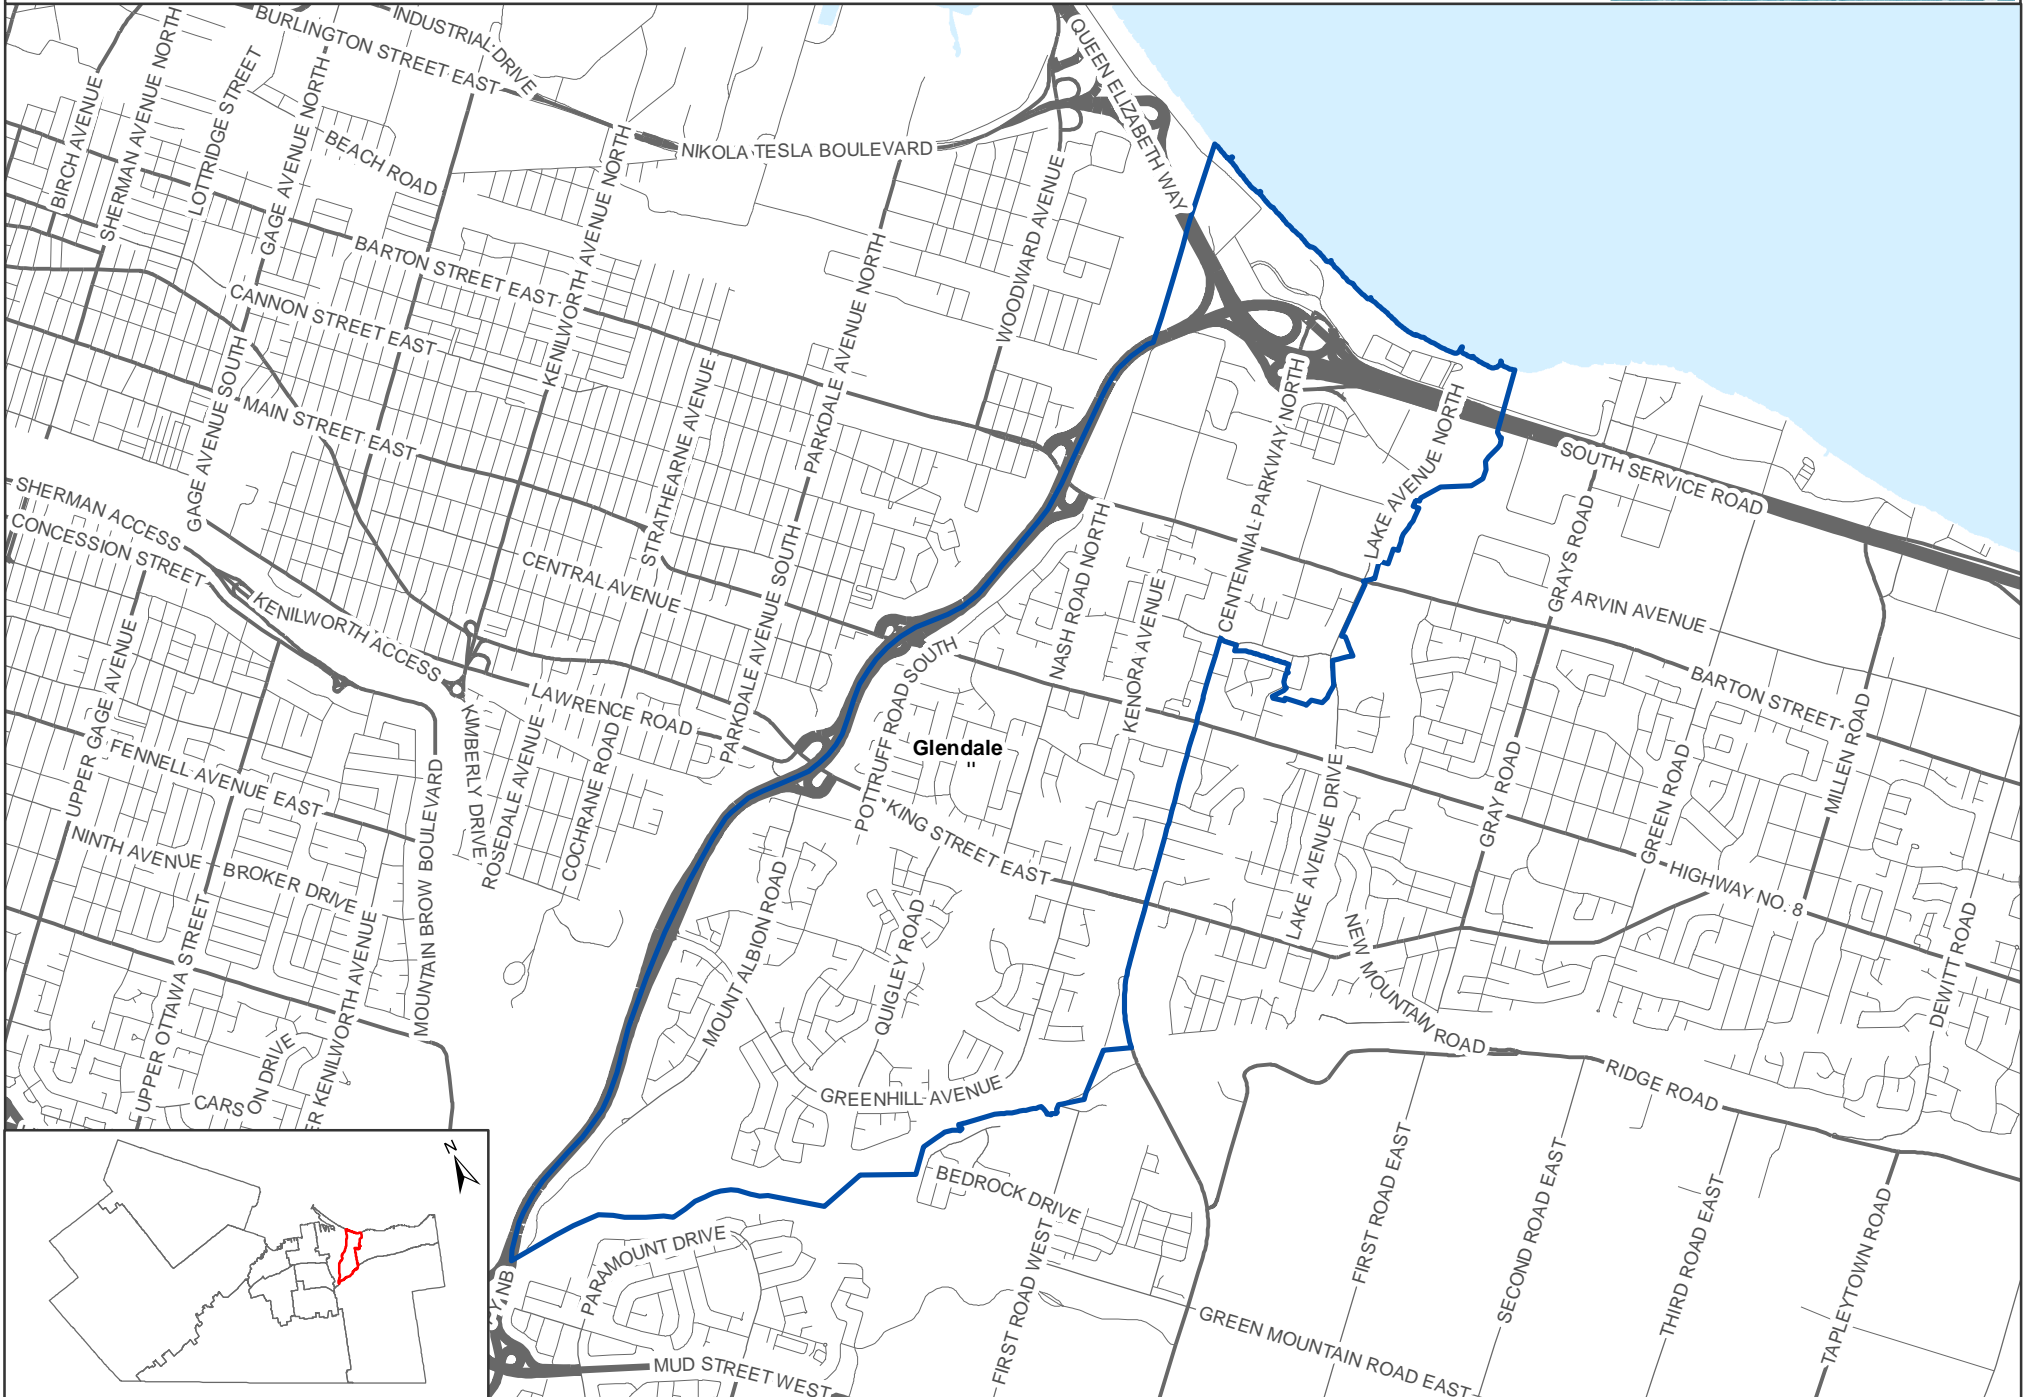 BURLINGTON STREET EAST
INDUSTRIAL DRIVE
QUEEN ELIZABETH WAY
BIRCH AVENUE
SHERMAN AVENUE NORTH
LOTTRIDGE STREET
GAGE AVENUE NORTH
BEACH ROAD
NIKOLA TESLA BOULEVARD
KENILWORTH AVENUE NORTH
WOODWARD AVENUE
BARTON STREET EAST
CANNON STREET EAST
PARKDALE AVENUE NORTH
GAGE AVENUE SOUTH
MAIN STREET EAST
STRATHEARNE AVENUE
CENTENNIAL PARKWAY NORTH
LAKE AVENUE NORTH
SOUTH SERVICE ROAD
SHERMAN ACCESS
CONCESSION STREET
KENILWORTH ACCESS
CENTRAL AVENUE
PARKDALE AVENUE SOUTH
NASH ROAD NORTH
KENORA AVENUE
GRAYS ROAD
ARVIN AVENUE
BARTON STREET
UPPER GAGE AVENUE
LAWRENCE ROAD
POTTRUFF ROAD SOUTH
Glendale
KIMBERLY DRIVE
ROSEDALE AVENUE
COCHRANE ROAD
FENNELL AVENUE EAST
MOUNTAIN BROW BOULEVARD
NINTH AVENUE
BROKER DRIVE
KING STREET EAST
LAKE AVENUE DRIVE
GRAY ROAD
GREEN ROAD
MILLEN ROAD
HIGHWAY NO. 8
MOUNT ALBION ROAD
QUIGLEY ROAD
NEW MOUNTAIN ROAD
DEWITT ROAD
UPPER OTTAWA STREET
ER KENILWORTH AVENUE
CARSON DRIVE
GREENHILL AVENUE
RIDGE ROAD
BEDROCK DRIVE
PARAMOUNT DRIVE
FIRST ROAD WEST
FIRST ROAD EAST
SECOND ROAD EAST
THIRD ROAD EAST
TAPLEYTOWN ROAD
GREEN MOUNTAIN ROAD EAST
MUD STREET WEST
Y NB
N